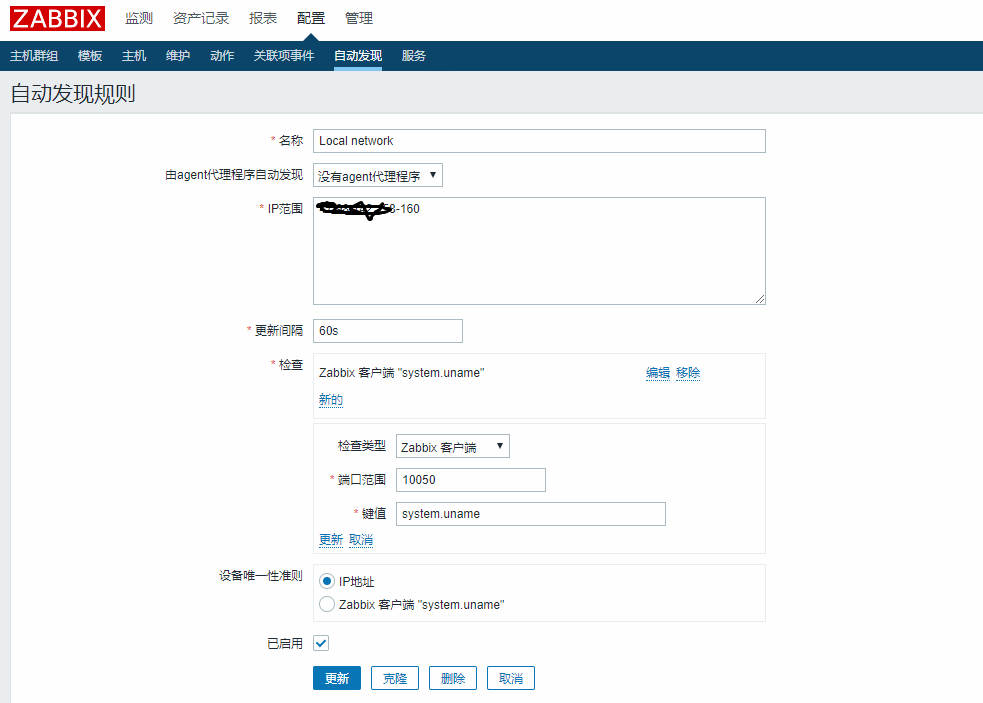 ZABBIX 监测 资产记录 报表 配置 管理
主机群组 模板 主机 维护 动作 关联项事件 自动发现 服务
自动发现规则
* 名称 Local network
由agent代理程序自动发现 没有agent代理程序
* IP范围 -160
* 更新间隔 60s
* 检查 Zabbix 客户端 "system.uname" 编辑 移除
新的
检查类型 Zabbix 客户端
* 端口范围 10050
* 键值 system.uname
更新 取消
设备唯一性准则 IP地址
Zabbix 客户端 "system.uname"
已启用
更新 克隆 删除 取消